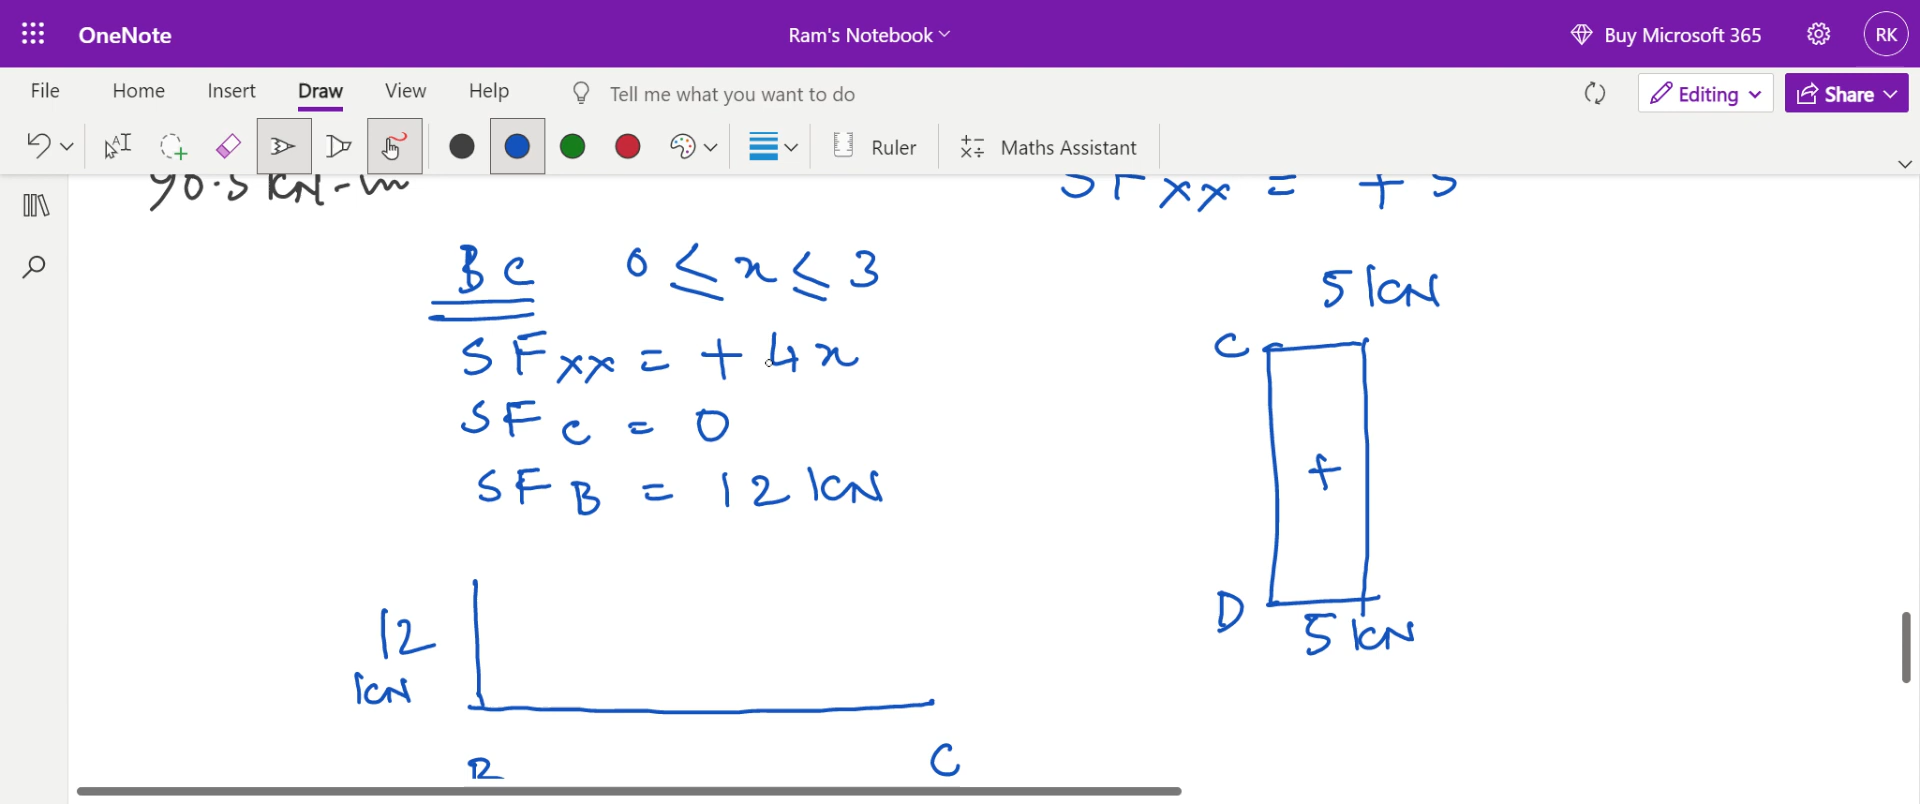 OneNote
Ram's Notebook
Buy Microsoft 365
RK
File Home Insert Draw View Help
Tell me what you want to do
Editing
Share
Ruler
Maths Assistant
90.5 KN-m
SFxx = + 5
BC 0 ≤ x ≤ 3
SFxx = + 4x
SFC = 0
SFB = 12 KN
12
KN
B
C
5 KN
C
+
D
5 KN